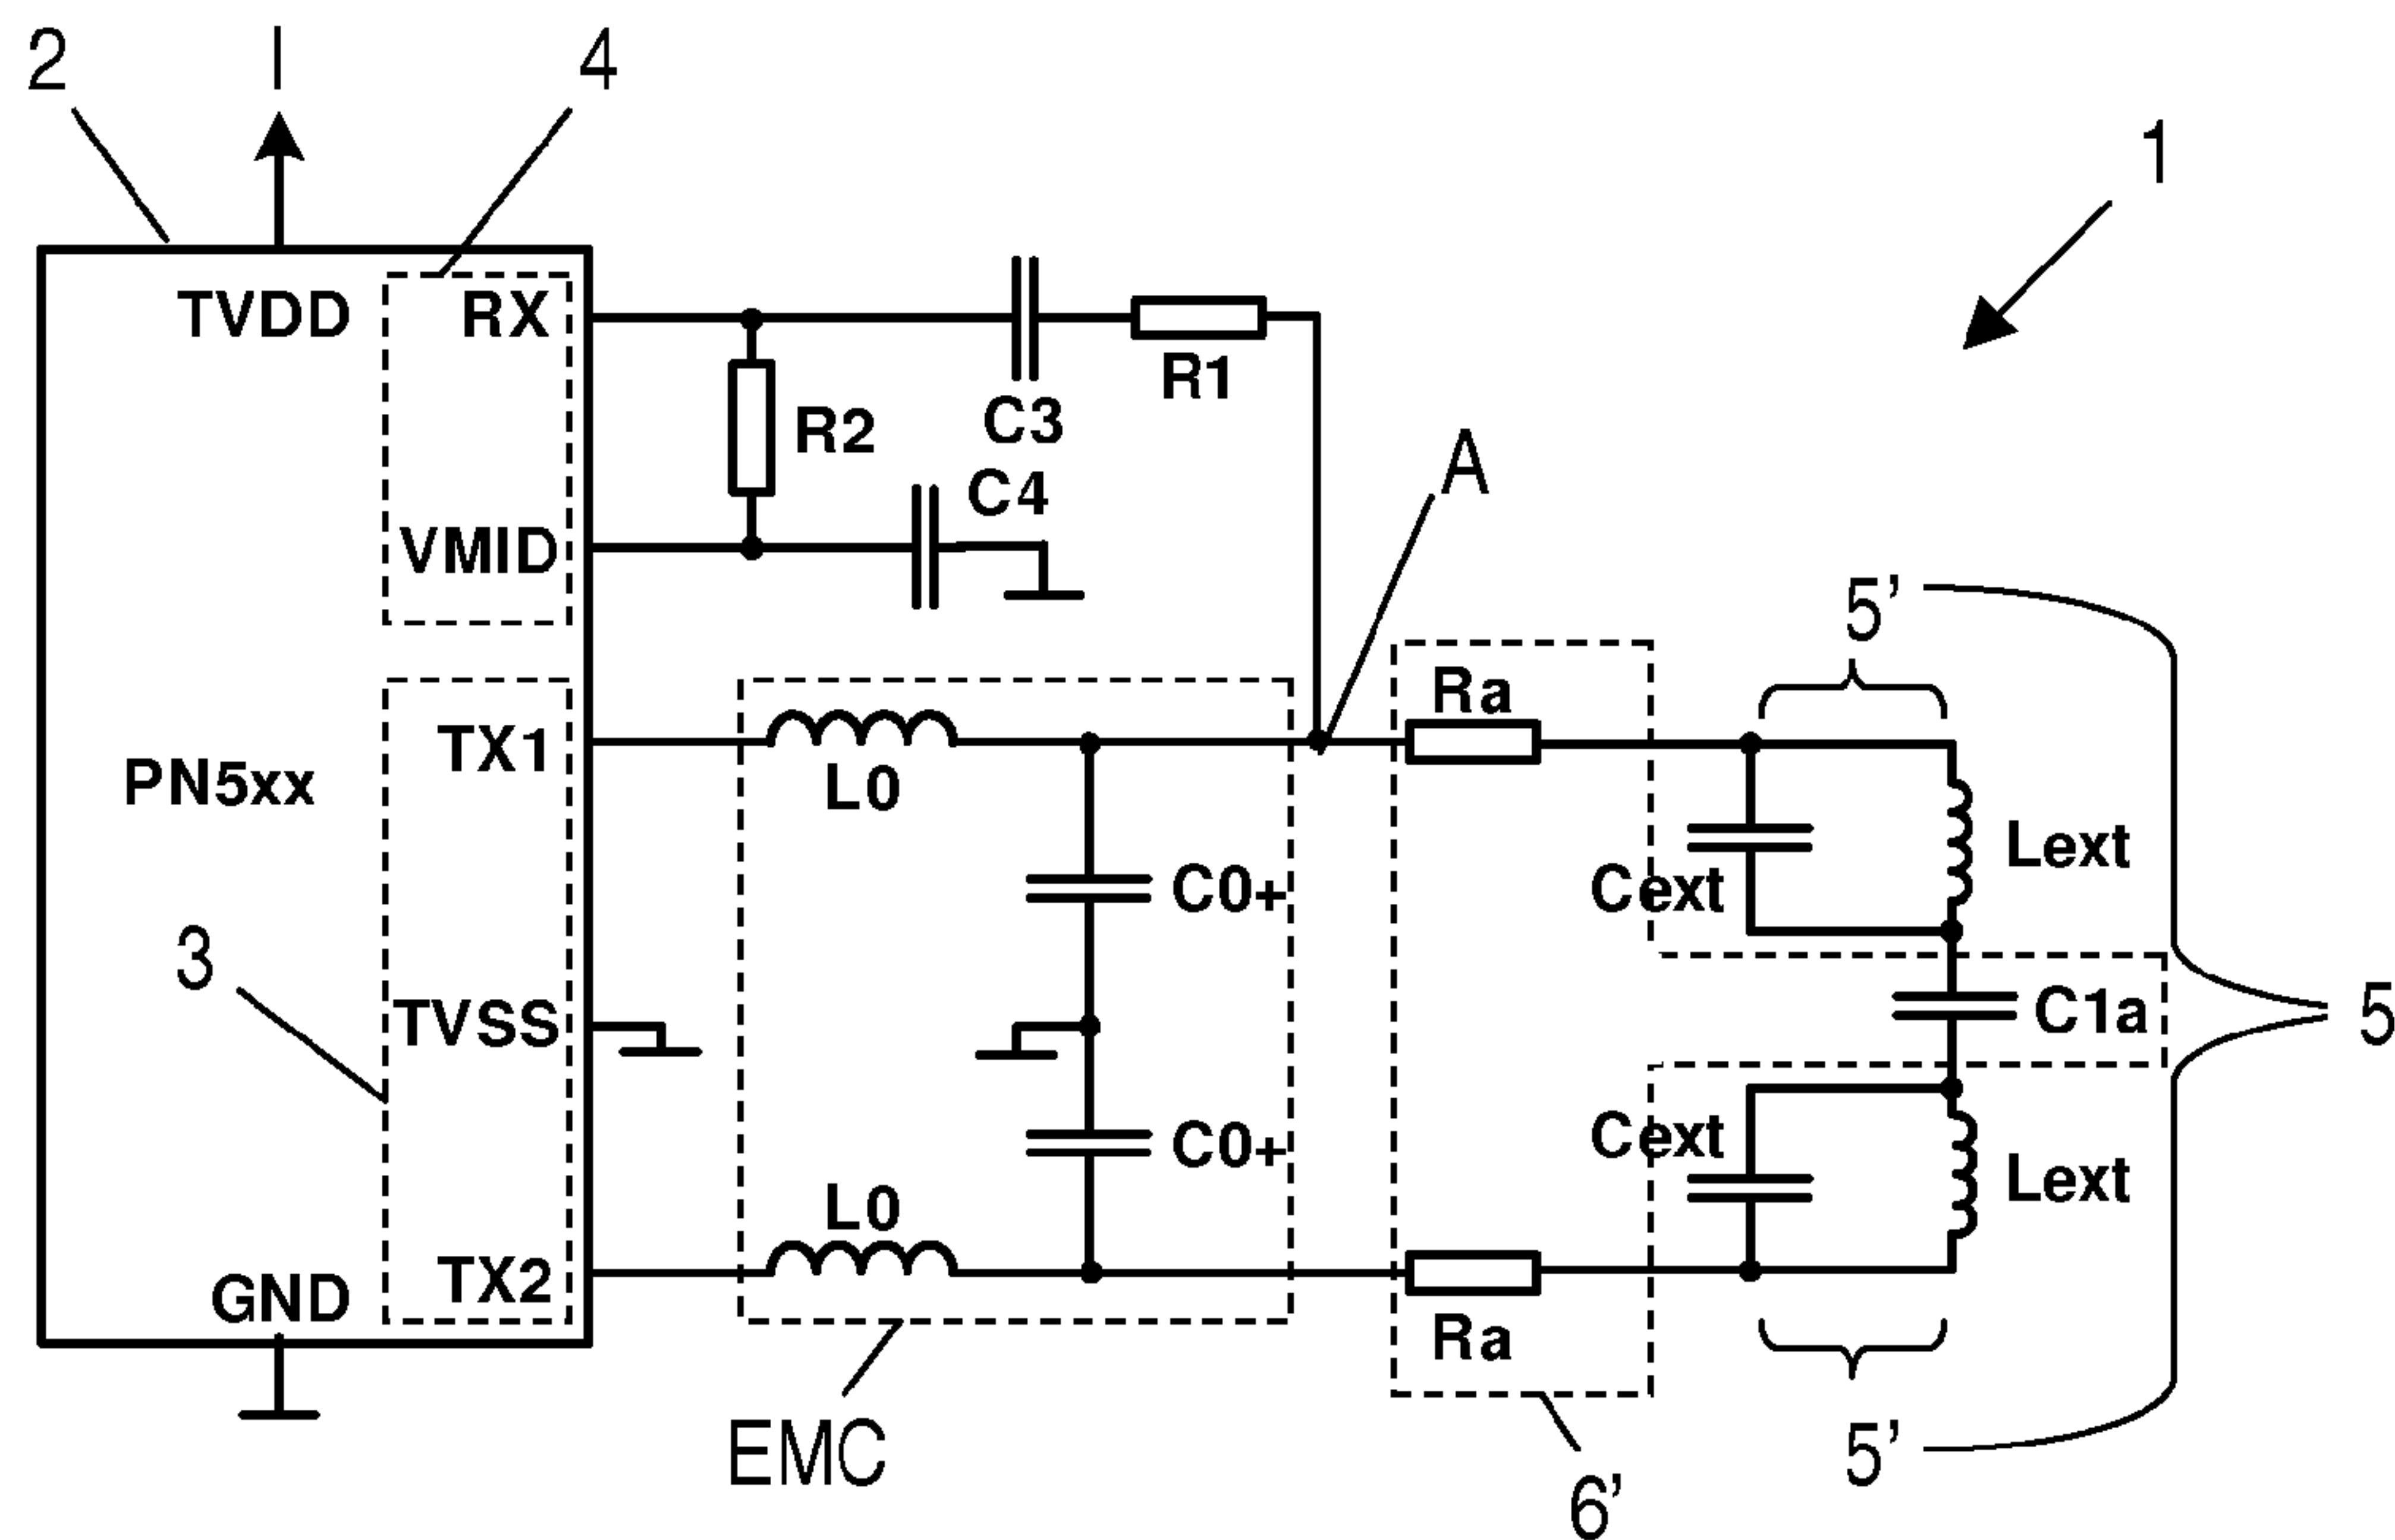 2
I
4
1
TVDD
RX
R1
C3
R2
C4
A
VMID
5'
Ra
TX1
PN5xx
L0
Lext
Cext
C0+
3
TVSS
C1a
5
Cext
C0+
Lext
L0
TX2
GND
Ra
EMC
5'
6'